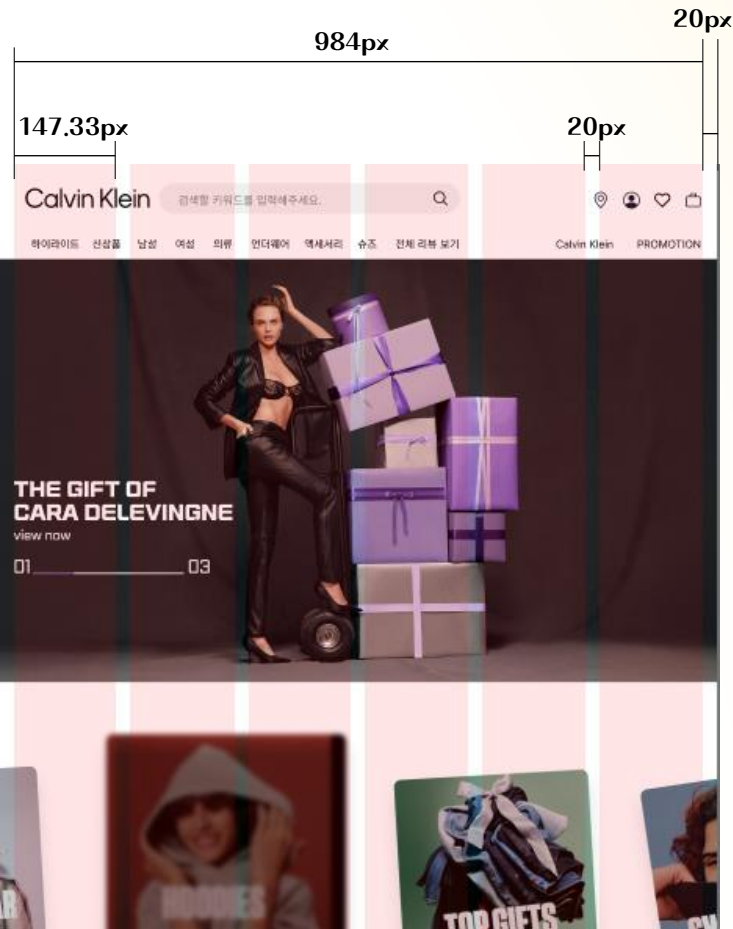 20px
984px
147.33px
20px
Calvin Klein
검색할 키워드를 입력해주세요.
하이라이트 신상품 남성 여성 의류 언더웨어 액세서리 슈즈 전체 리뷰 보기 Calvin Klein PROMOTION
THE GIFT OF
CARA DELEVINGNE
view now
01 03
HOODIES
TOP GIFTS